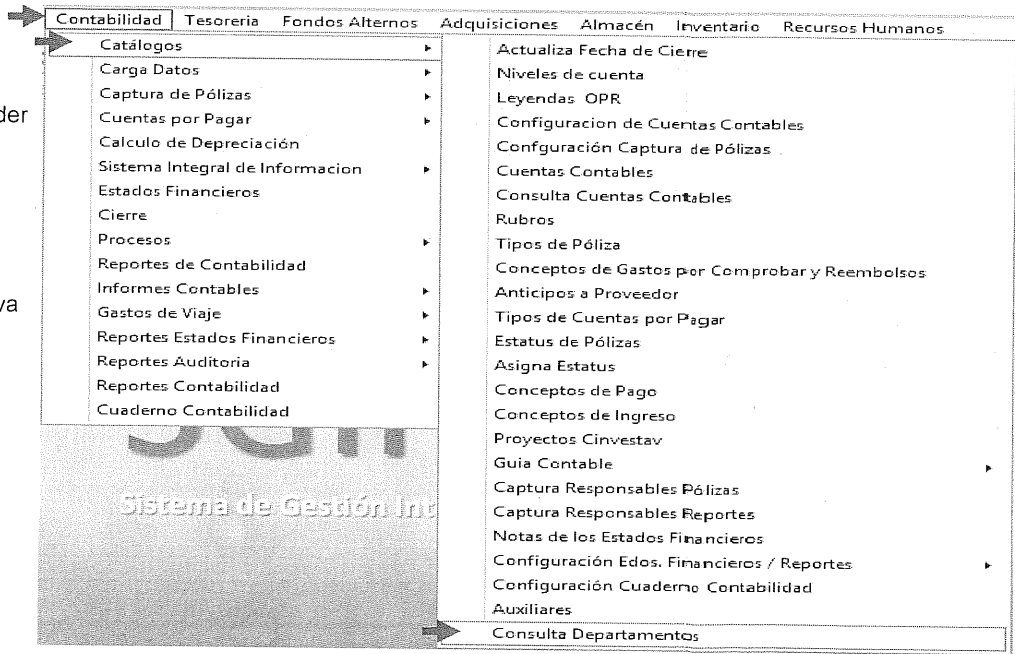 Contabilidad Tesoreria Fondos Alternos Adquisiciones Almacén Inventario Recursos Humanos
Catálogos
Carga Datos
Captura de Pólizas
Cuentas por Pagar
Calculo de Depreciación
Sistema Integral de Informacion
Estados Financieros
Cierre
Procesos
Reportes de Contabilidad
Informes Contables
Gastos de Viaje
Reportes Estados Financieros
Reportes Auditoria
Reportes Contabilidad
Cuaderno Contabilidad
Actualiza Fecha de Cierre
Niveles de cuenta
Leyendas OPR
Configuracion de Cuentas Contables
Confguración Captura de Pólizas
Cuentas Contables
Consulta Cuentas Contables
Rubros
Tipos de Póliza
Conceptos de Gastos por Comprobar y Reembolsos
Anticipos a Proveedor
Tipos de Cuentas por Pagar
Estatus de Pólizas
Asigna Estatus
Conceptos de Pago
Conceptos de Ingreso
Proyectos Cinvestav
Guia Contable
Captura Responsables Pólizas
Captura Responsables Reportes
Notas de los Estados Financieros
Configuración Edos. Financieros / Reportes
Configuración Cuaderno Contabilidad
Auxiliares
Consulta Departamentos
der
va
Sistema de Gestión Int